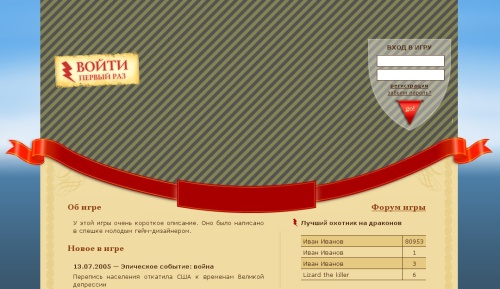 ВОЙТИ
ПЕРВЫЙ РАЗ
ВХОД В ИГРУ
регистрация
забыли пароль?
go!
Об игре
У этой игры очень короткое описание. Оно было написано
в спешке молодым гейм-дизайнером.
Новое в игре
13.07.2005 — Эпическое событие: война
Перепись населения откатила США к временам Великой
депрессии
Форум игры
Лучший охотник на драконов
Иван Иванов 80953
Иван Иванов 1
Иван Иванов 3
Lizard the killer 6